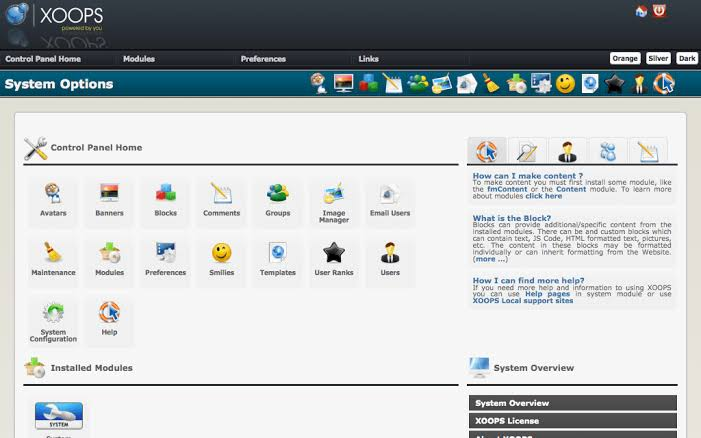 XOOPS
powered by you
Control Panel Home Modules Preferences Links Orange Silver Dark
System Options
Control Panel Home
Avatars Banners Blocks Comments Groups Image Manager Email Users
Maintenance Modules Preferences Smilies Templates User Ranks Users
System Configuration Help
How can I make content ?
To make content you must first install some module, like
the fmContent or the Content module. To learn more
about modules click here
What is the Block?
Blocks can provide additional/specific content from the
installed modules. There can be and custom blocks which
can contain text, JS Code, HTML formatted text, pictures,
etc. The content in these blocks may be formatted
individually or can inherit formatting from the Website.
(more ...)
How I can find more help?
If you need more help and information to using XOOPS
you can use Help pages in system module or use
XOOPS Local support sites
Installed Modules
SYSTEM
System Overview
System Overview
XOOPS License